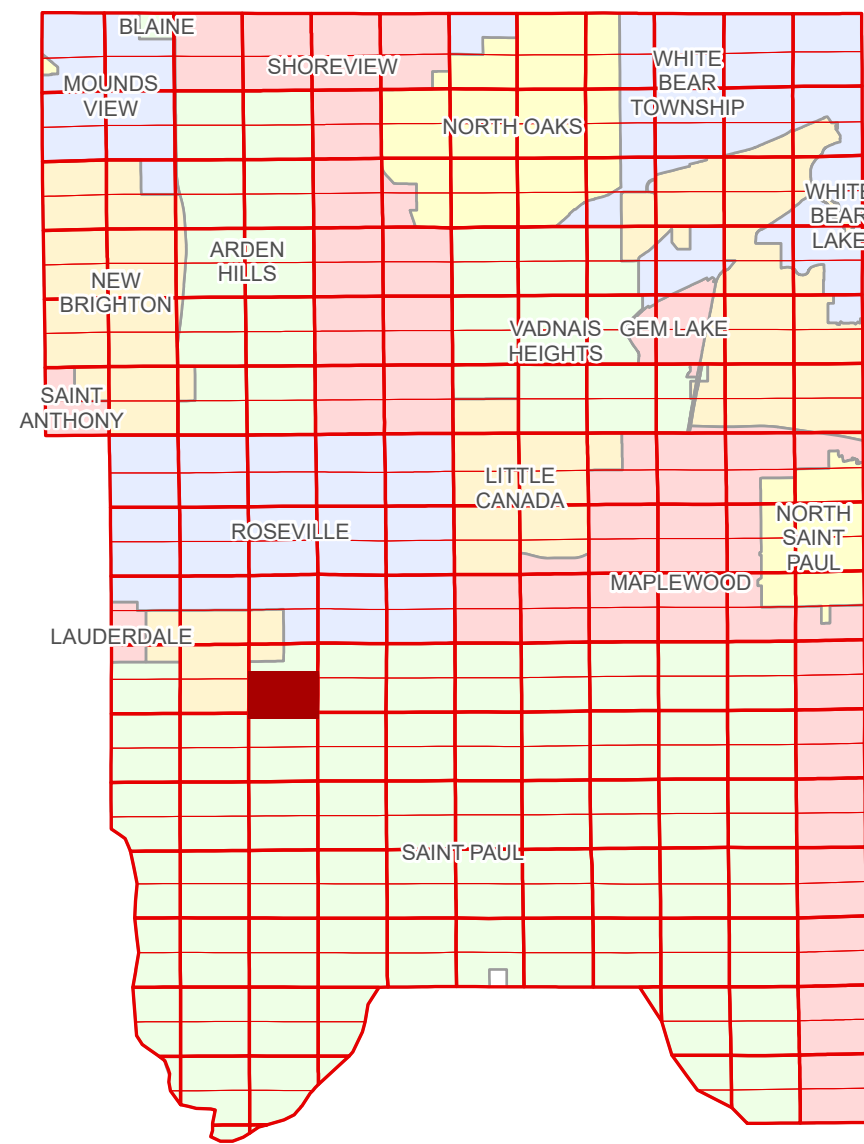 BLAINE
SHOREVIEW
WHITE
BEAR
TOWNSHIP
MOUNDS
VIEW
NORTH OAKS
WHITE
BEAR
LAKE
ARDEN
HILLS
NEW
BRIGHTON
VADNAIS
HEIGHTS
GEM LAKE
SAINT
ANTHONY
LITTLE
CANADA
NORTH
SAINT
PAUL
ROSEVILLE
MAPLEWOOD
LAUDERDALE
SAINT PAUL